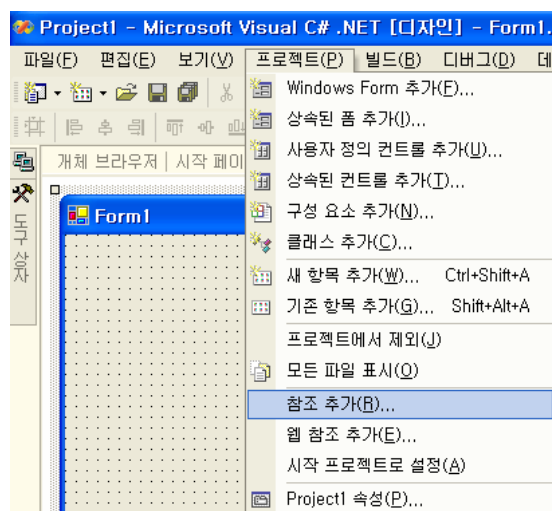 Project1 - Microsoft Visual C# .NET [디자인] - Form1.
파일(F) 편집(E) 보기(V) 프로젝트(P) 빌드(B) 디버그(D) 데
개체 브라우저 시작 페이
도구 상자
Form1
Windows Form 추가(F)...
상속된 폼 추가(I)...
사용자 정의 컨트롤 추가(U)...
상속된 컨트롤 추가(T)...
구성 요소 추가(N)...
클래스 추가(C)...
새 항목 추가(W)... Ctrl+Shift+A
기존 항목 추가(G)... Shift+Alt+A
프로젝트에서 제외(J)
모든 파일 표시(O)
참조 추가(R)...
웹 참조 추가(E)...
시작 프로젝트로 설정(A)
Project1 속성(P)...